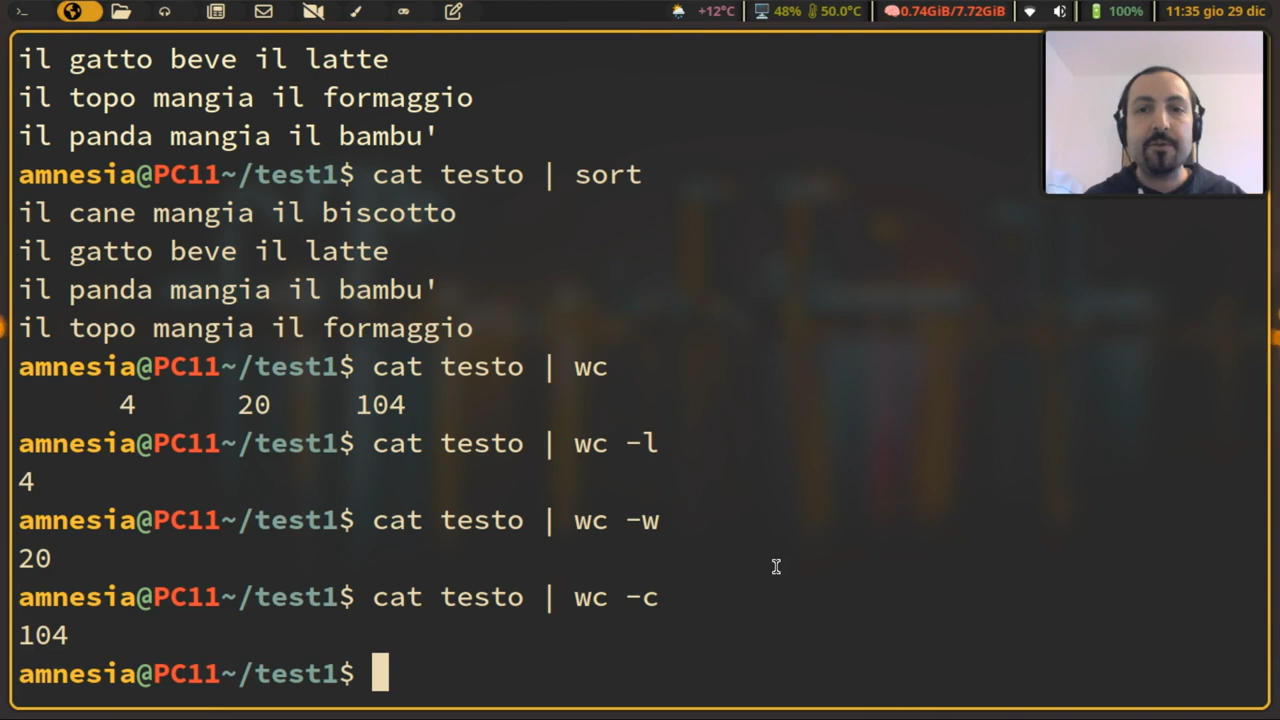 +12°C 48% 50.0°C 0.74GiB/7.72GiB 100% 11:35 gio 29 dic
il gatto beve il latte
il topo mangia il formaggio
il panda mangia il bambu'
amnesia@PC11~/test1$ cat testo | sort
il cane mangia il biscotto
il gatto beve il latte
il panda mangia il bambu'
il topo mangia il formaggio
amnesia@PC11~/test1$ cat testo | wc
4 20 104
amnesia@PC11~/test1$ cat testo | wc -l
4
amnesia@PC11~/test1$ cat testo | wc -w
20
amnesia@PC11~/test1$ cat testo | wc -c
104
amnesia@PC11~/test1$